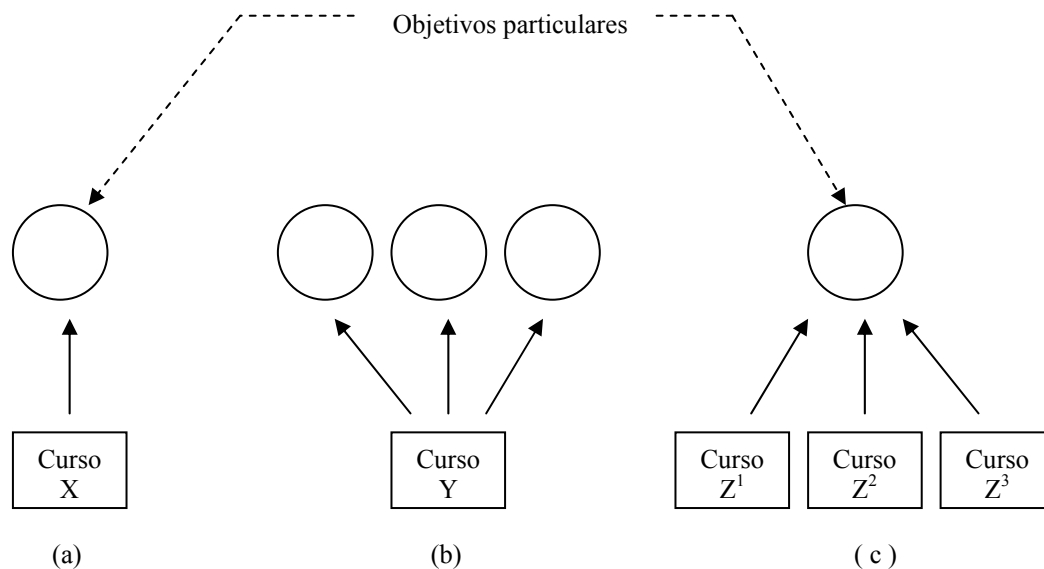 Objetivos particulares
Curso
X
Curso
Y
Curso
Z¹
Curso
Z²
Curso
Z³
(a)
(b)
( c )